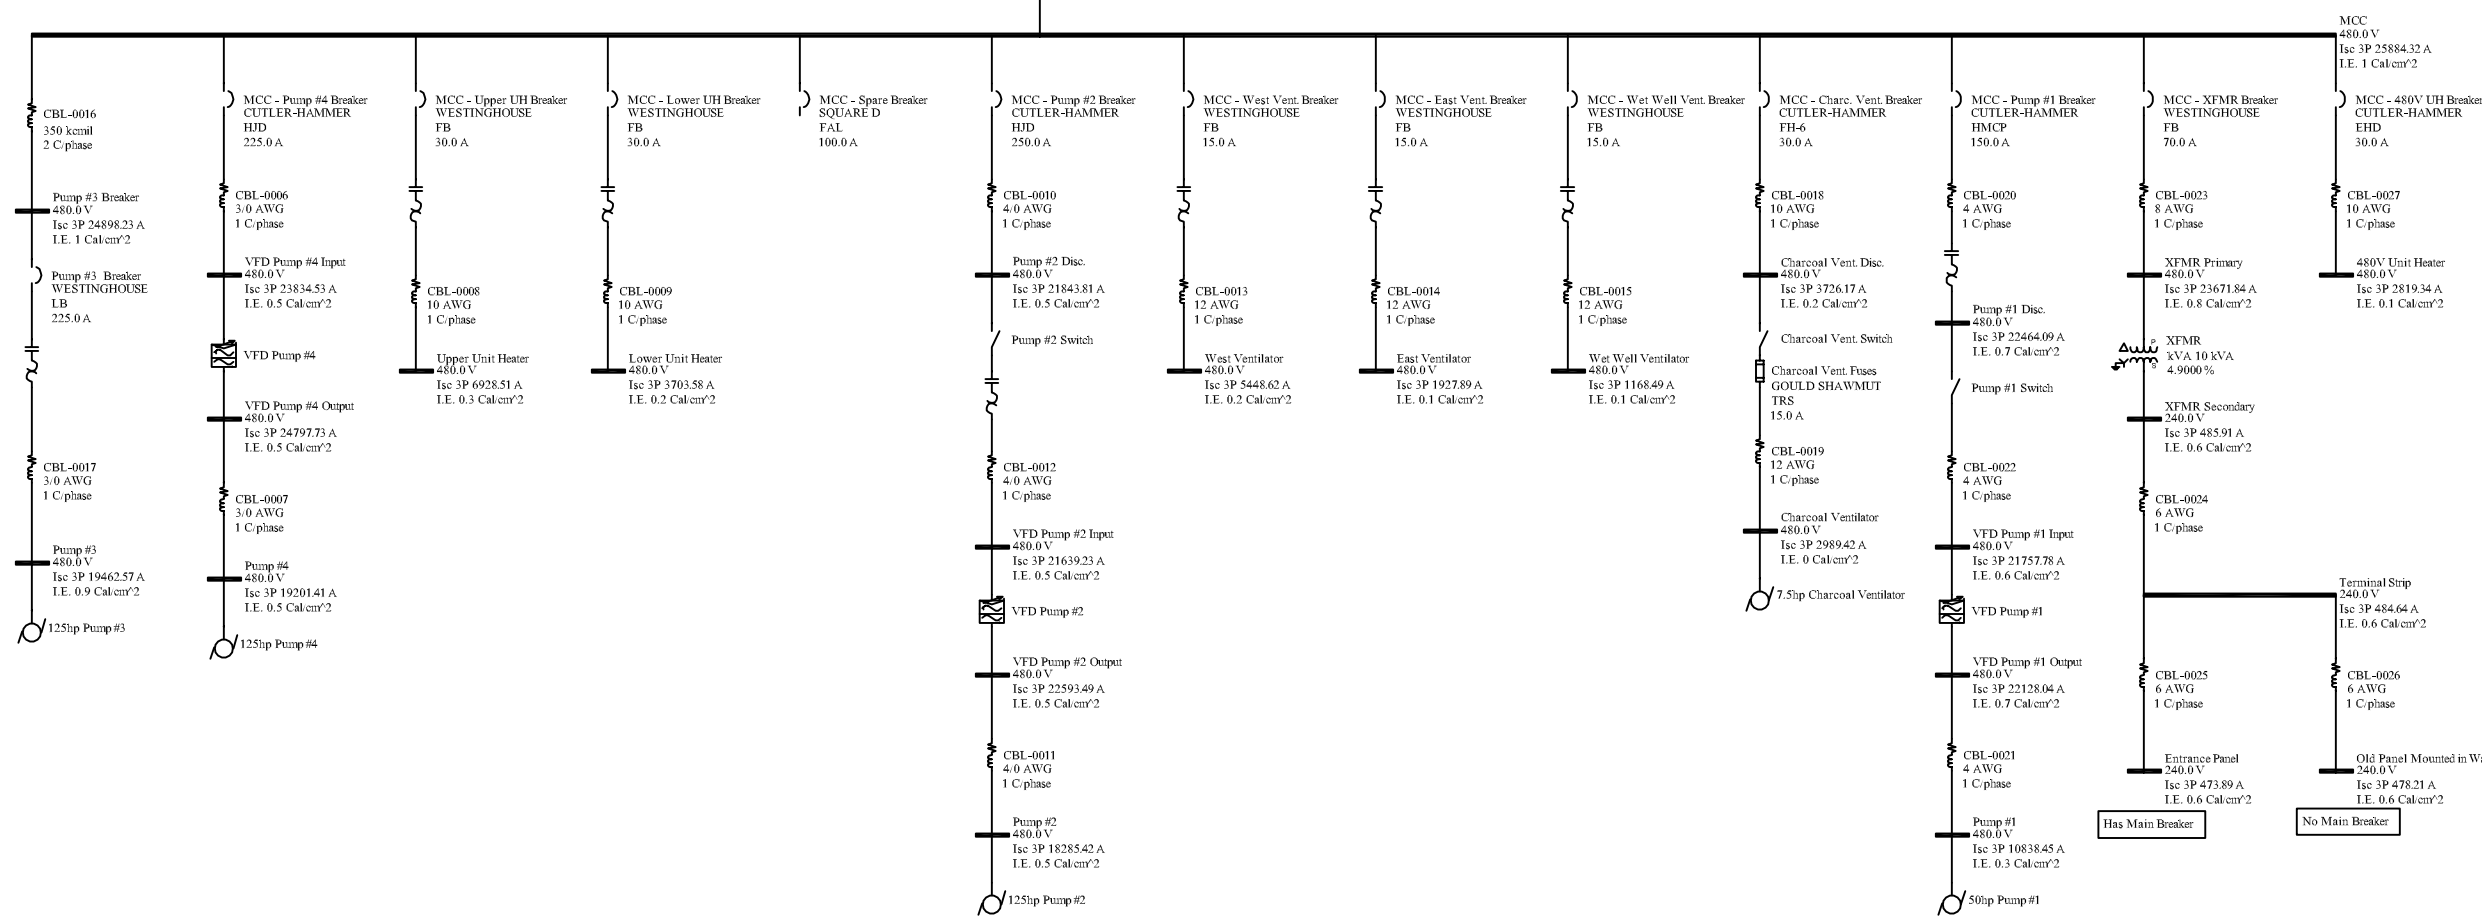 MCC
480.0 V
Isc 3P 25884.32 A
I.E. 1 Cal/cm^2
CBL-0016
350 kcmil
2 C/phase
Pump #3 Breaker
480.0 V
Isc 3P 24898.23 A
I.E. 1 Cal/cm^2
Pump #3 Breaker
WESTINGHOUSE
LB
225.0 A
CBL-0017
3/0 AWG
1 C/phase
Pump #3
480.0 V
Isc 3P 19462.57 A
I.E. 0.9 Cal/cm^2
125hp Pump #3
MCC - Pump #4 Breaker
CUTLER-HAMMER
HJD
225.0 A
CBL-0006
3/0 AWG
1 C/phase
VFD Pump #4 Input
480.0 V
Isc 3P 23834.53 A
I.E. 0.5 Cal/cm^2
VFD Pump #4
VFD Pump #4 Output
480.0 V
Isc 3P 24797.73 A
I.E. 0.5 Cal/cm^2
CBL-0007
3/0 AWG
1 C/phase
Pump #4
480.0 V
Isc 3P 19201.41 A
I.E. 0.5 Cal/cm^2
125hp Pump #4
MCC - Upper UH Breaker
WESTINGHOUSE
FB
30.0 A
CBL-0008
10 AWG
1 C/phase
Upper Unit Heater
480.0 V
Isc 3P 6928.51 A
I.E. 0.3 Cal/cm^2
MCC - Lower UH Breaker
WESTINGHOUSE
FB
30.0 A
CBL-0009
10 AWG
1 C/phase
Lower Unit Heater
480.0 V
Isc 3P 3703.58 A
I.E. 0.2 Cal/cm^2
MCC - Spare Breaker
SQUARE D
FAL
100.0 A
MCC - Pump #2 Breaker
CUTLER-HAMMER
HJD
250.0 A
CBL-0010
4/0 AWG
1 C/phase
Pump #2 Disc.
480.0 V
Isc 3P 21843.81 A
I.E. 0.5 Cal/cm^2
Pump #2 Switch
CBL-0012
4/0 AWG
1 C/phase
VFD Pump #2 Input
480.0 V
Isc 3P 21639.23 A
I.E. 0.5 Cal/cm^2
VFD Pump #2
VFD Pump #2 Output
480.0 V
Isc 3P 22593.49 A
I.E. 0.5 Cal/cm^2
CBL-0011
4/0 AWG
1 C/phase
Pump #2
480.0 V
Isc 3P 18285.42 A
I.E. 0.5 Cal/cm^2
125hp Pump #2
MCC - West Vent. Breaker
WESTINGHOUSE
FB
15.0 A
CBL-0013
12 AWG
1 C/phase
West Ventilator
480.0 V
Isc 3P 5448.62 A
I.E. 0.2 Cal/cm^2
MCC - East Vent. Breaker
WESTINGHOUSE
FB
15.0 A
CBL-0014
12 AWG
1 C/phase
East Ventilator
480.0 V
Isc 3P 1927.89 A
I.E. 0.1 Cal/cm^2
MCC - Wet Well Vent. Breaker
WESTINGHOUSE
FB
15.0 A
CBL-0015
12 AWG
1 C/phase
Wet Well Ventilator
480.0 V
Isc 3P 1168.49 A
I.E. 0.1 Cal/cm^2
MCC - Charc. Vent. Breaker
CUTLER-HAMMER
FH-6
30.0 A
CBL-0018
10 AWG
1 C/phase
Charcoal Vent. Disc.
480.0 V
Isc 3P 3726.17 A
I.E. 0.2 Cal/cm^2
Charcoal Vent. Switch
Charcoal Vent. Fuses
GOULD SHAWMUT
TRS
15.0 A
CBL-0019
12 AWG
1 C/phase
Charcoal Ventilator
480.0 V
Isc 3P 2989.42 A
I.E. 0 Cal/cm^2
7.5hp Charcoal Ventilator
MCC - Pump #1 Breaker
CUTLER-HAMMER
HMCP
150.0 A
CBL-0020
4 AWG
1 C/phase
Pump #1 Disc.
480.0 V
Isc 3P 22464.09 A
I.E. 0.7 Cal/cm^2
Pump #1 Switch
CBL-0022
4 AWG
1 C/phase
VFD Pump #1 Input
480.0 V
Isc 3P 21757.78 A
I.E. 0.6 Cal/cm^2
VFD Pump #1
VFD Pump #1 Output
480.0 V
Isc 3P 22128.04 A
I.E. 0.7 Cal/cm^2
CBL-0021
4 AWG
1 C/phase
Pump #1
480.0 V
Isc 3P 10838.45 A
I.E. 0.3 Cal/cm^2
50hp Pump #1
MCC - XFMR Breaker
WESTINGHOUSE
FB
70.0 A
CBL-0023
8 AWG
1 C/phase
XFMR Primary
480.0 V
Isc 3P 23671.84 A
I.E. 0.8 Cal/cm^2
P
S
XFMR
kVA 10 kVA
4.9000 %
XFMR Secondary
240.0 V
Isc 3P 485.91 A
I.E. 0.6 Cal/cm^2
CBL-0024
6 AWG
1 C/phase
Terminal Strip
240.0 V
Isc 3P 484.64 A
I.E. 0.6 Cal/cm^2
CBL-0025
6 AWG
1 C/phase
Entrance Panel
240.0 V
Isc 3P 473.89 A
I.E. 0.6 Cal/cm^2
Has Main Breaker
MCC - 480V UH Breaker
CUTLER-HAMMER
EHD
30.0 A
CBL-0027
10 AWG
1 C/phase
480V Unit Heater
480.0 V
Isc 3P 2819.34 A
I.E. 0.1 Cal/cm^2
CBL-0026
6 AWG
1 C/phase
Old Panel Mounted in
240.0 V
Isc 3P 478.21 A
I.E. 0.6 Cal/cm^2
No Main Breaker